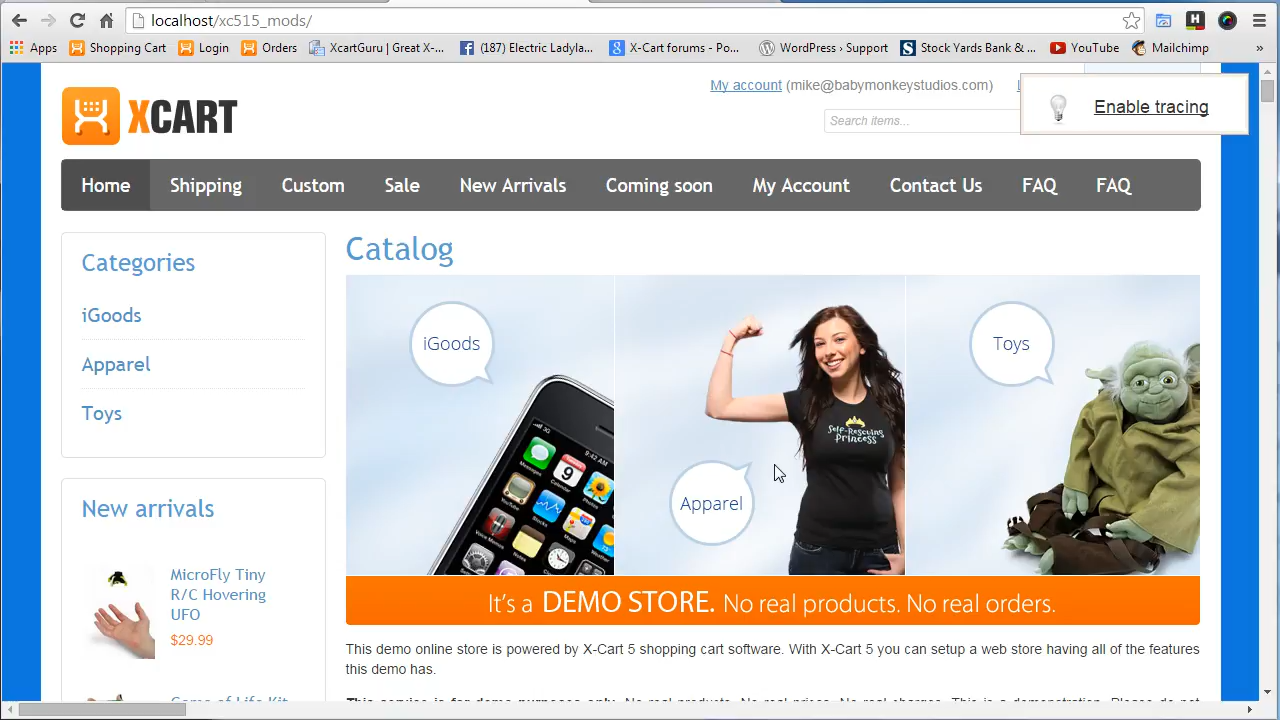 localhost/xc515_mods/
Apps Shopping Cart Login Orders XcartGuru | Great X-... (187) Electric Ladyla... X-Cart forum? - Po... WordPress › Support Stock Yards Bank & ... YouTube Mailchimp »
My account (mike@babymonkeystudios.com)
Enable tracing
XCART
Search items...
Home Shipping Custom Sale New Arrivals Coming soon My Account Contact Us FAQ FAQ
Categories
iGoods
Apparel
Toys
New arrivals
MicroFly Tiny
R/C Hovering
UFO
$29.99
Catalog
iGoods
Apparel
Toys
SELF-RESCUING
PRINCESS
9:42 AM
9
It's a DEMO STORE. No real products. No real orders.
This demo online store is powered by X-Cart 5 shopping cart software. With X-Cart 5 you can setup a web store having all of the features
this demo has.